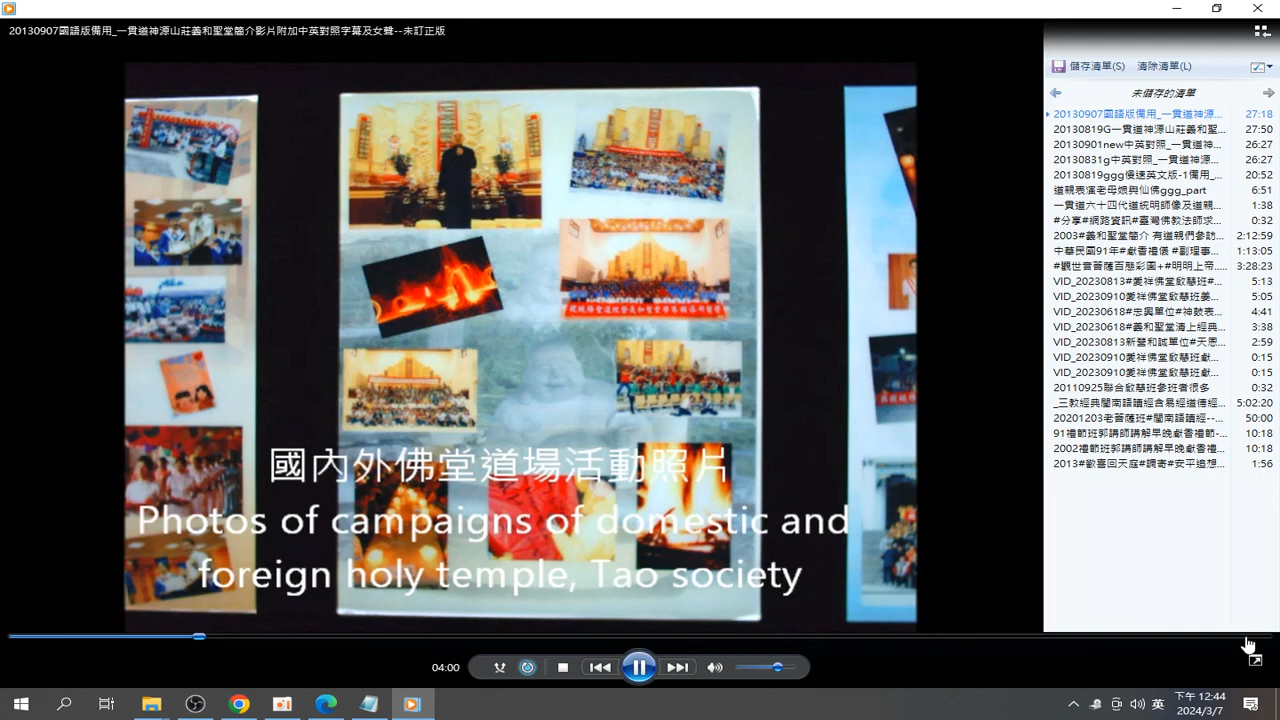 20130907國語版備用_一貫道神源山莊義和聖堂簡介影片附加中英對照字幕及女聲--未訂正版
儲存清單(S) 清除清單(L)
未儲存的清單
20130907國語版備用_一貫道神源... 27:18
20130819G一貫道神源山莊義和聖... 27:50
20130901new中英對照_一貫道神... 26:27
20130831g中英對照_一貫道神源... 26:27
20130819ggg慢速英文版-1備用_... 20:52
道親表演老母娘與仙佛ggg_part 6:51
一貫道六十四代道統明師像及道親... 1:38
#分享#網路資訊#臺灣佛教法師求... 0:32
2003#義和聖堂簡介 有道親們參訪... 2:12:59
中華民國91年#獻香禮儀 #副理事... 1:13:05
#觀世音菩薩百態彩圖+#明明上帝.... 3:28:23
VID_20230813#愛祥佛堂啟慧班#... 5:13
VID_20230910愛祥佛堂啟慧班姜... 5:05
VID_20230618#忠興單位#神鼓表... 4:41
VID_20230618#義和聖堂清上經典... 3:38
VID_20230813新營和誠單位#天恩... 2:59
VID_20230910愛祥佛堂啟慧班獻... 0:15
VID_20230910愛祥佛堂啟慧班獻... 0:15
20110925聯合啟慧班參班者很多 0:32
_三教經典閩南語讀經含易經道德經... 5:02:20
20201203老菩薩班#閩南語讀經--... 50:00
91禮節班郭講師講解早晚獻香禮節-... 10:18
2002禮節班郭講師講解早晚獻香禮... 10:18
2013#歡喜回天庭#調寄#安平追想... 1:56
國內外佛堂道場活動照片
Photos of campaigns of domestic and
foreign holy temple, Tao society
04:00
英
下午 12:44
2024/3/7